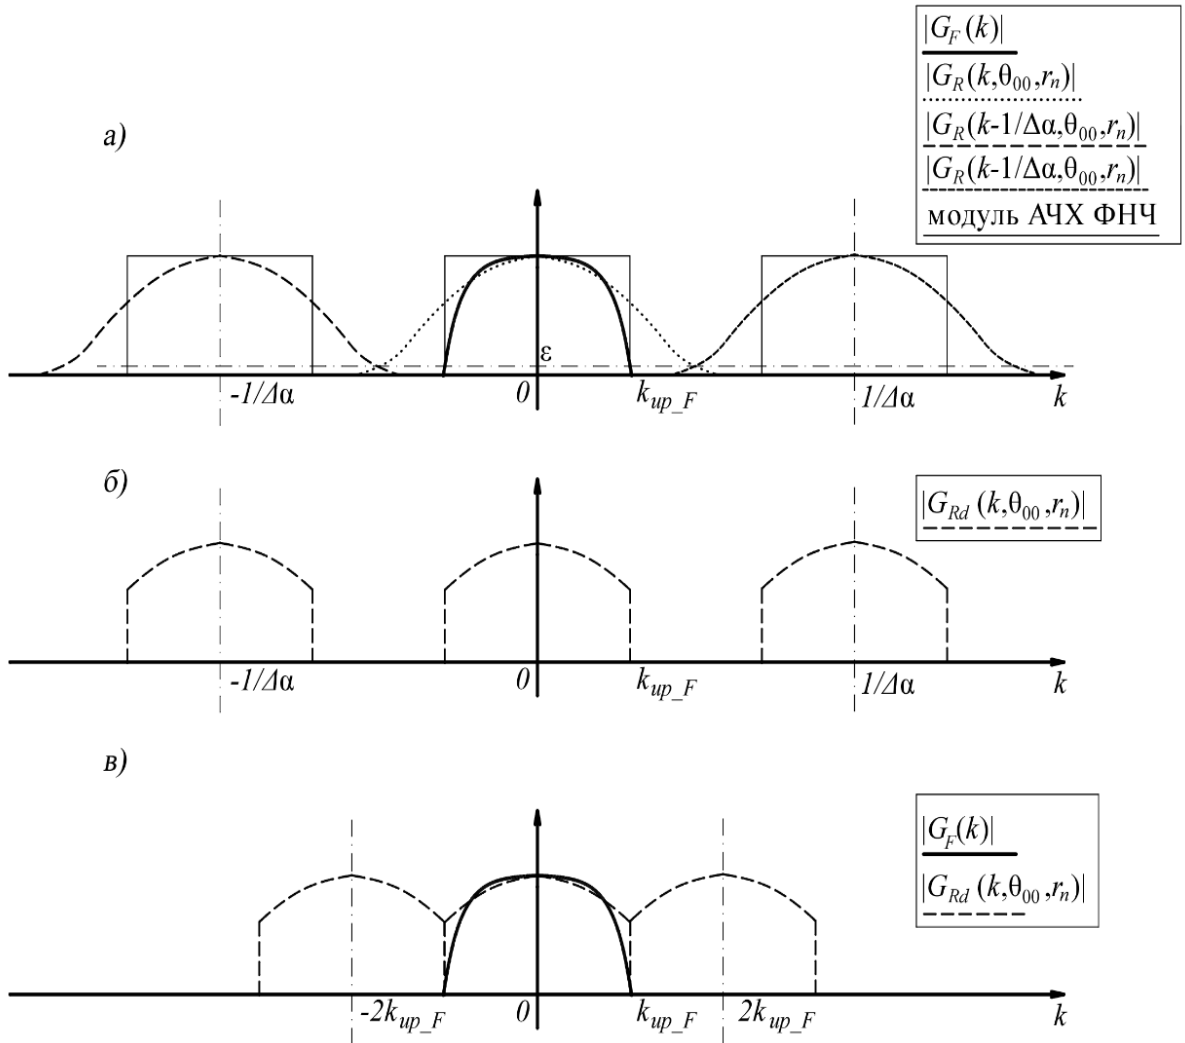 а)
|G_F (k)|
|G_R(k,θ_00,r_n)|
|G_R(k-1/Δα,θ_00,r_n)|
|G_R(k-1/Δα,θ_00,r_n)|
модуль АЧХ ФНЧ
ε
-1/Δα 0 k_up_F 1/Δα k
б)
|G_Rd (k,θ_00,r_n)|
-1/Δα 0 k_up_F 1/Δα k
в)
|G_F(k)|
|G_Rd (k,θ_00,r_n)|
-2k_up_F 0 k_up_F 2k_up_F k